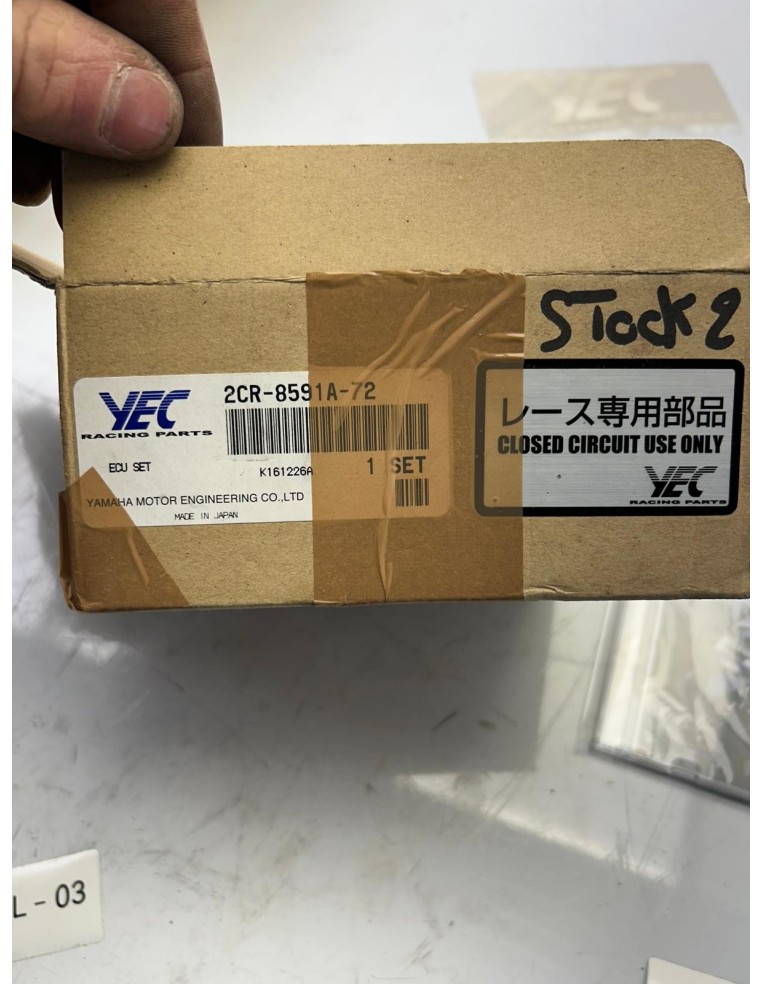 YEC
STock 2
YEC
RACING PARTS
2CR-8591A-72
ECU SET
K161226A
1 SET
YAMAHA MOTOR ENGINEERING CO.,LTD
MADE IN JAPAN
レース専用部品
CLOSED CIRCUIT USE ONLY
YEC
RACING PARTS
L-03